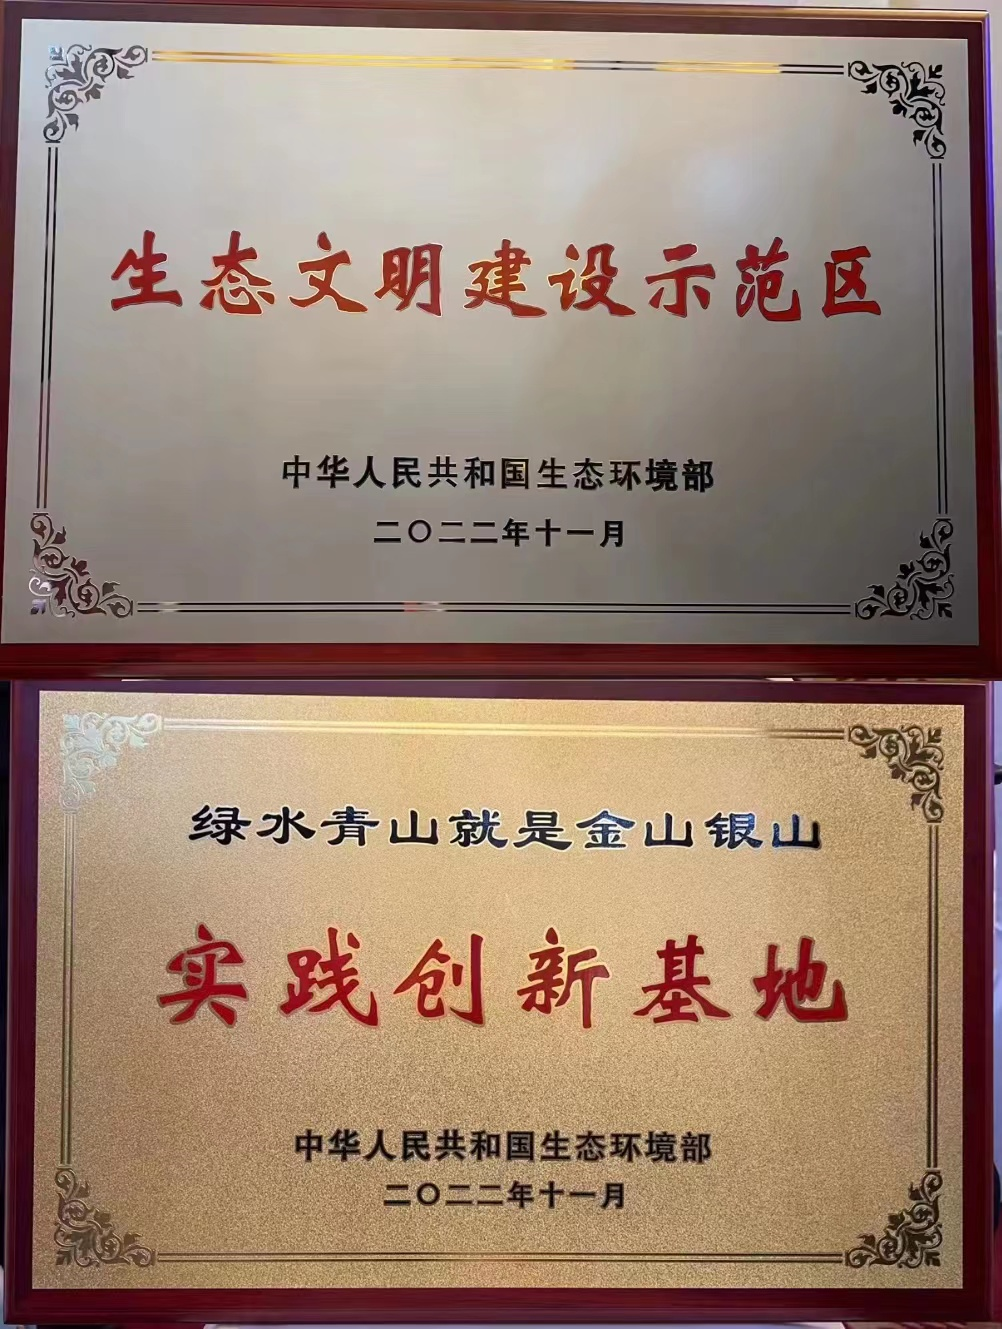 生态文明建设示范区
中华人民共和国生态环境部
二〇二二年十一月
绿水青山就是金山银山
实践创新基地
中华人民共和国生态环境部
二〇二二年十一月